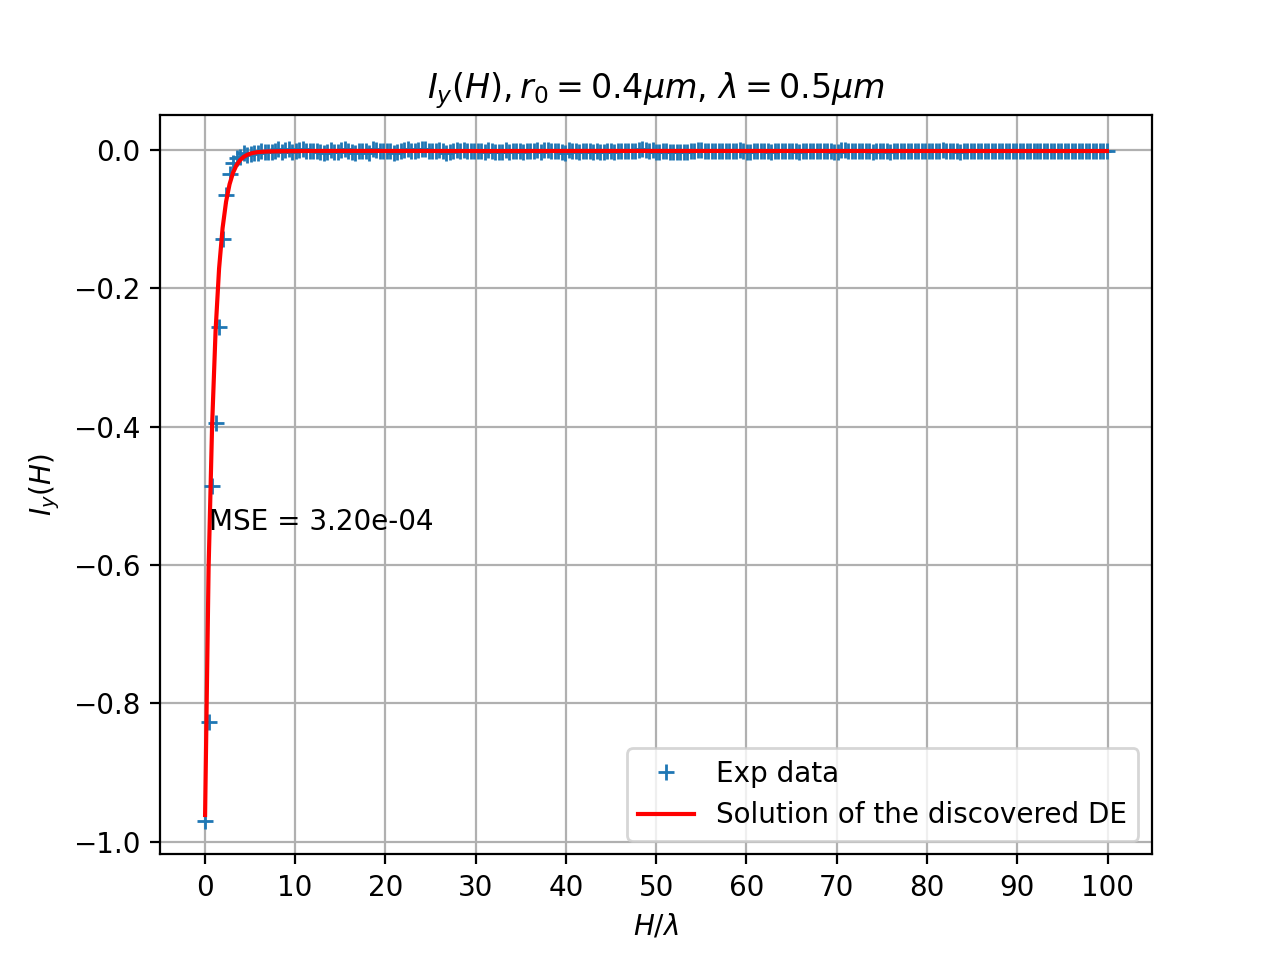 I_y(H), r_0 = 0.4μm, λ = 0.5μm
0.0
−0.2
−0.4
−0.6
−0.8
−1.0
I_y(H)
MSE = 3.20e-04
Exp data
Solution of the discovered DE
0 10 20 30 40 50 60 70 80 90 100
H/λ